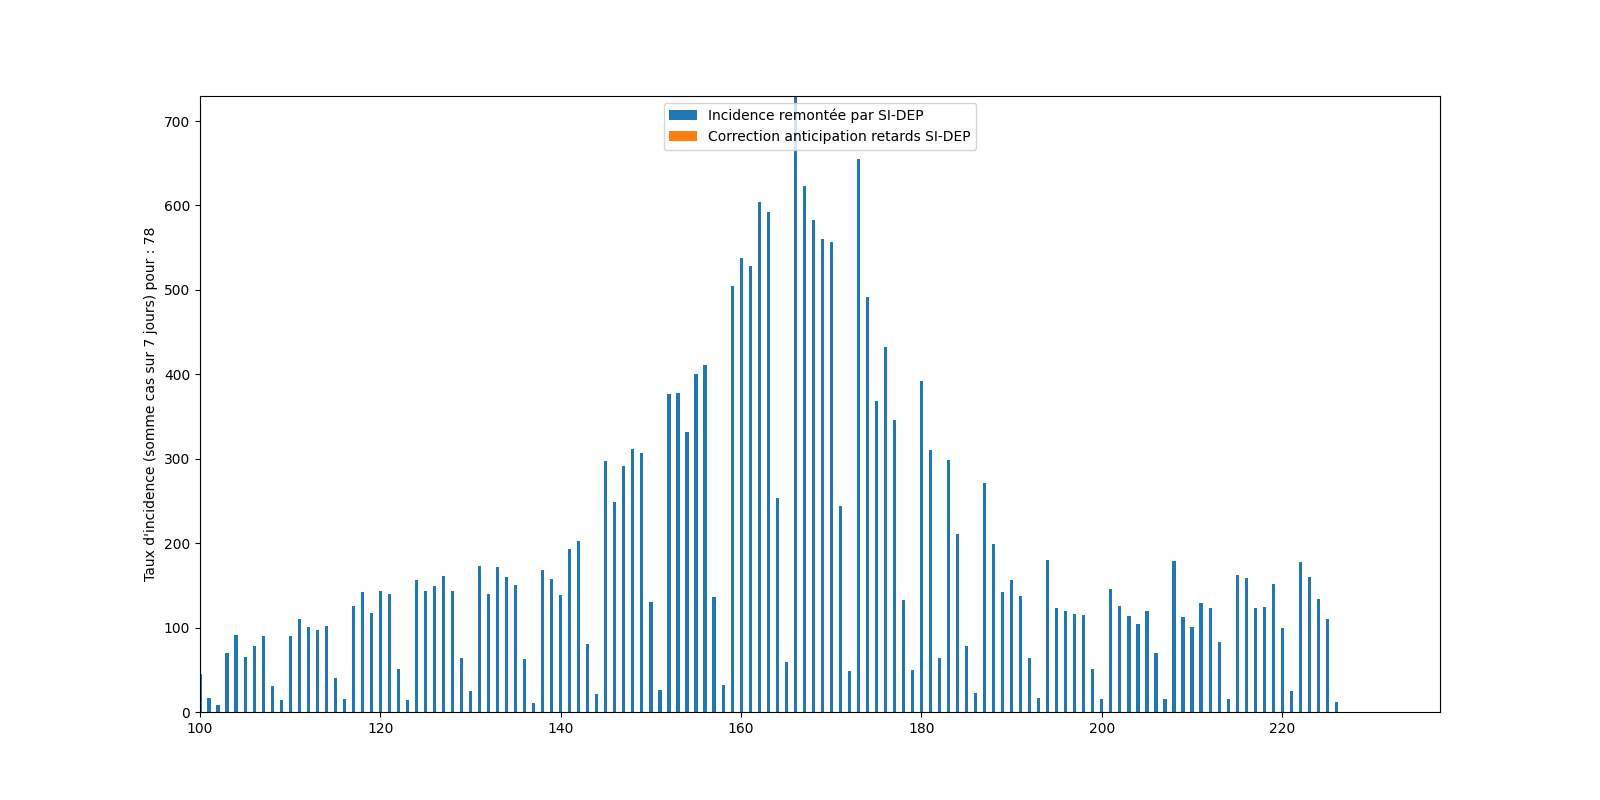 Incidence remontée par SI-DEP
Correction anticipation retards SI-DEP
Taux d'incidence (somme cas sur 7 jours) pour : 78
700
600
500
400
300
200
100
0
100 120 140 160 180 200 220